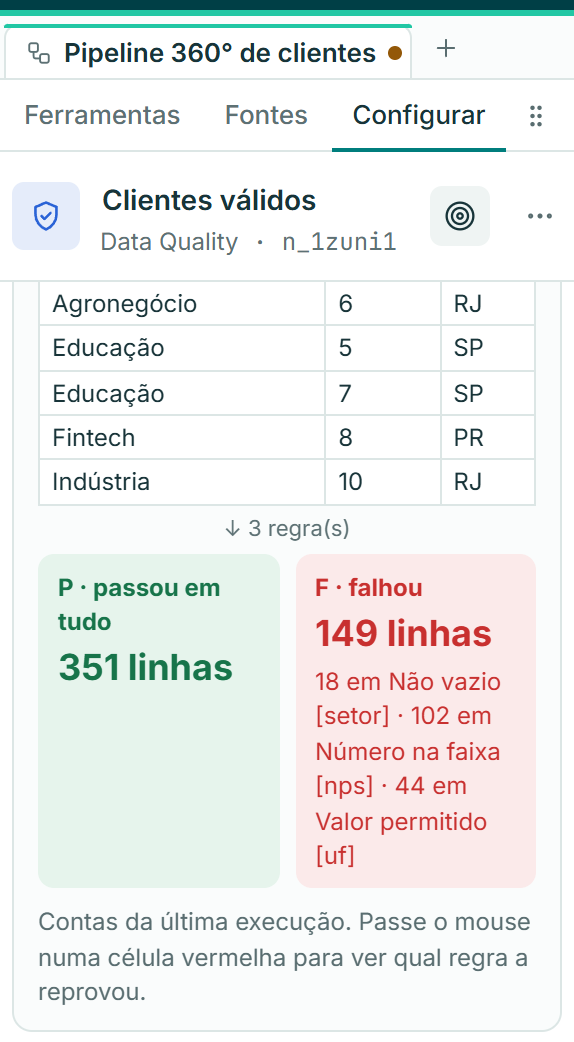 Pipeline 360° de clientes
Ferramentas Fontes Configurar
Clientes válidos
Data Quality · n_1zuni1
Agronegócio 6 RJ
Educação 5 SP
Educação 7 SP
Fintech 8 PR
Indústria 10 RJ
↓ 3 regra(s)
P · passou em
tudo
351 linhas
F · falhou
149 linhas
18 em Não vazio
[setor] · 102 em
Número na faixa
[nps] · 44 em
Valor permitido
[uf]
Contas da última execução. Passe o mouse
numa célula vermelha para ver qual regra a
reprovou.